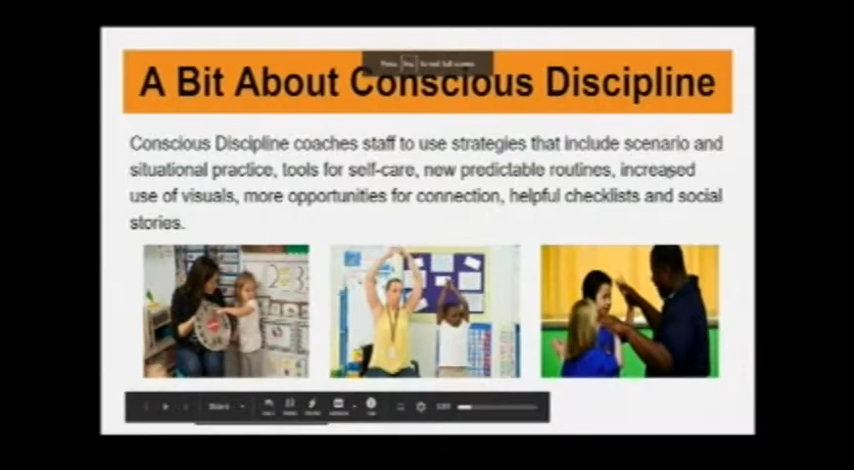 A Bit About Conscious Discipline
Conscious Discipline coaches staff to use strategies that include scenario and
situational practice, tools for self-care, new predictable routines, increased
use of visuals, more opportunities for connection, helpful checklists and social
stories.